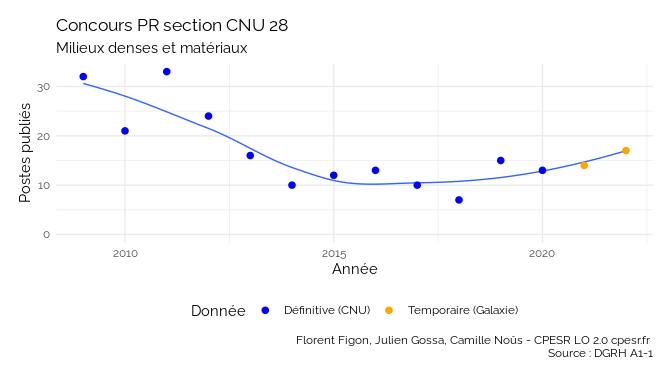 Concours PR section CNU 28
Milieux denses et matériaux
Postes publiés
30
20
10
0
2010
2015
2020
Année
Donnée
Définitive (CNU)
Temporaire (Galaxie)
Florent Figon, Julien Gossa, Camille Noûs - CPESR LO 2.0 cpesr.fr
Source : DGRH A1-1